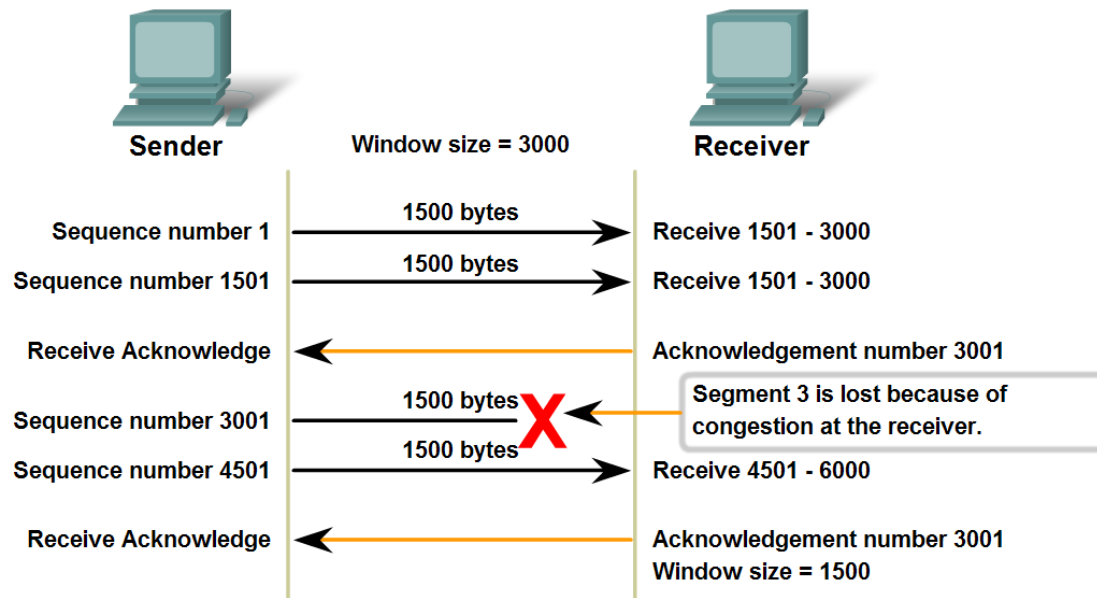 Sender
Window size = 3000
Receiver
1500 bytes
Sequence number 1
Receive 1501 - 3000
1500 bytes
Sequence number 1501
Receive 1501 - 3000
Receive Acknowledge
Acknowledgement number 3001
1500 bytes
Sequence number 3001
X
Segment 3 is lost because of
congestion at the receiver.
1500 bytes
Sequence number 4501
Receive 4501 - 6000
Receive Acknowledge
Acknowledgement number 3001
Window size = 1500